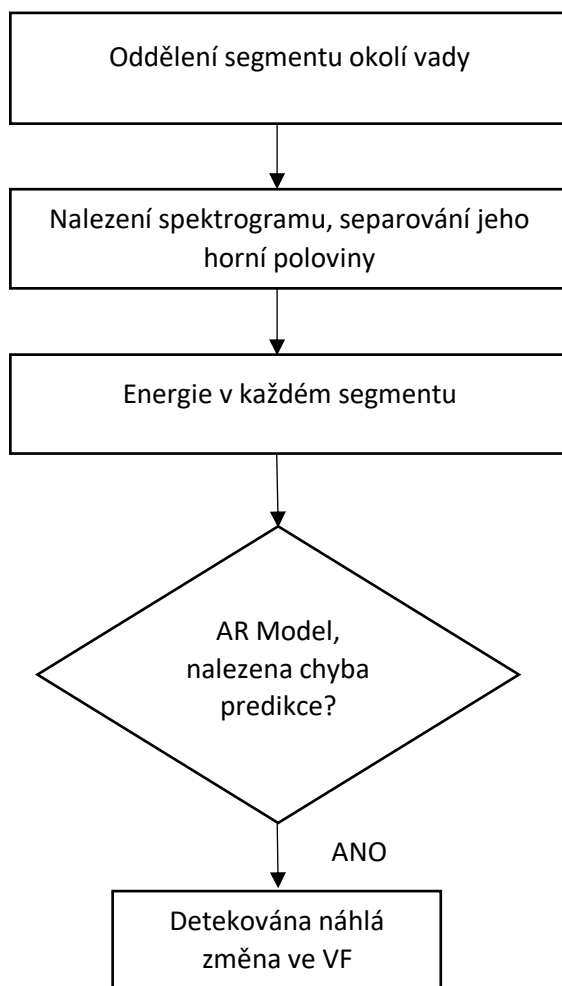 Oddělení segmentu okolí vady
Nalezení spektrogramu, separování jeho
horní poloviny
Energie v každém segmentu
AR Model,
nalezena chyba
predikce?
ANO
Detekována náhlá
změna ve VF